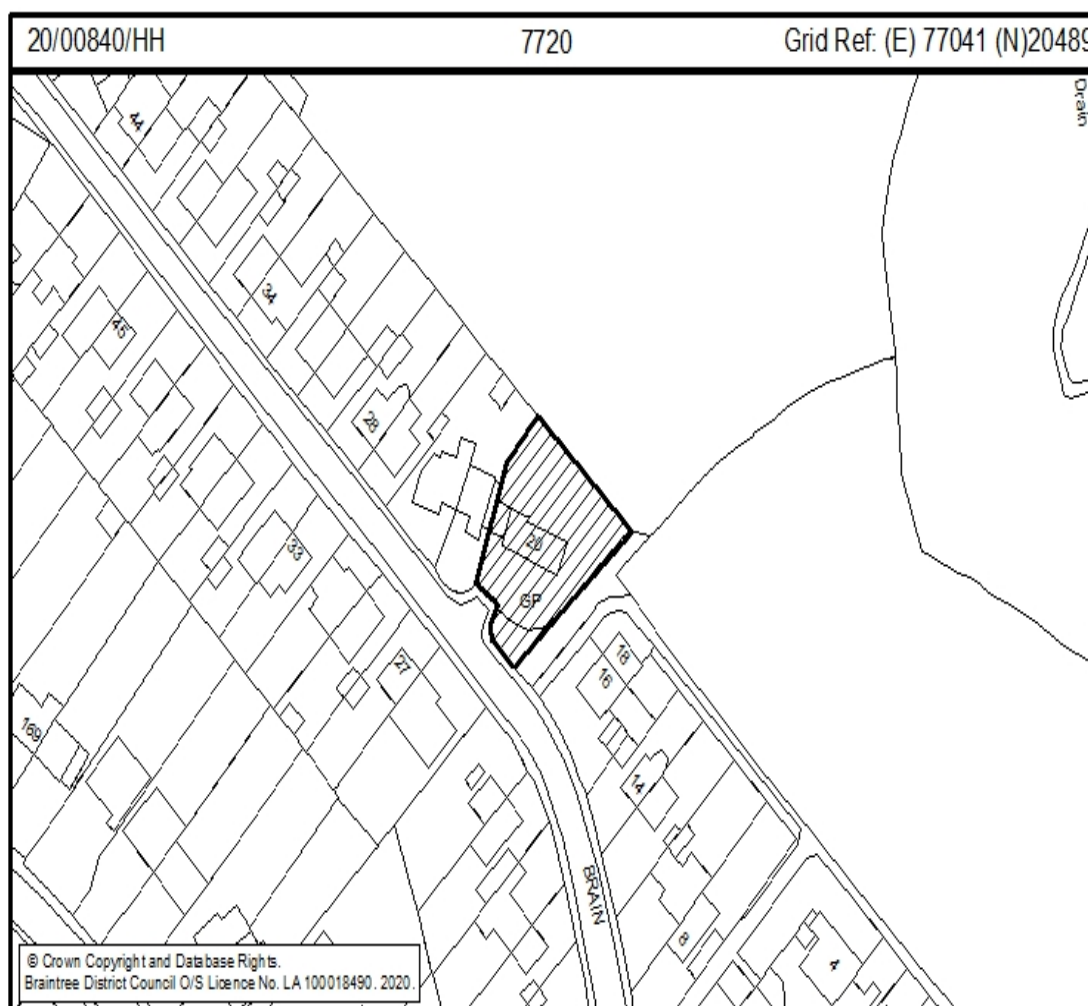 20/00840/HH 7720 Grid Ref: (E) 77041 (N)20489
Drain
44
34
45
28
33
20
GP
27
18
16
169
14
BRAIN
8
4
© Crown Copyright and Database Rights.
Braintree District Council O/S Licence No. LA 100018490. 2020.